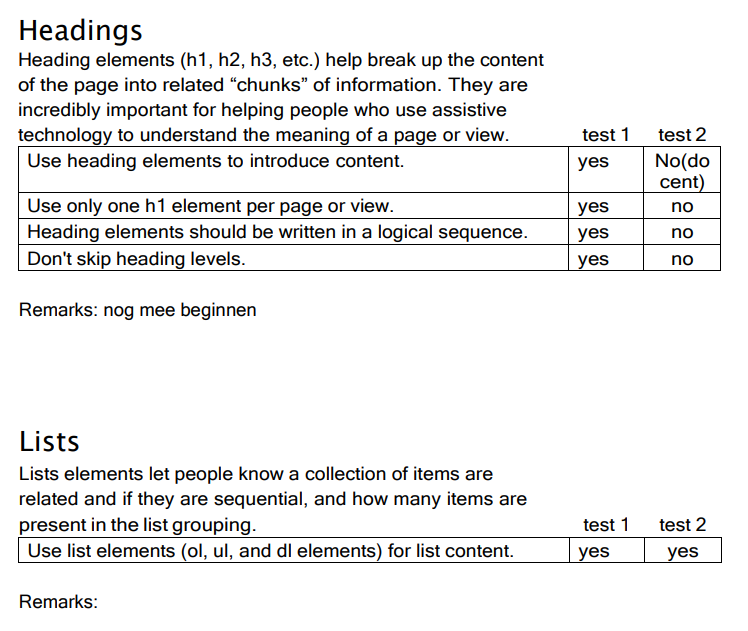 Headings
Heading elements (h1, h2, h3, etc.) help break up the content
of the page into related “chunks” of information. They are
incredibly important for helping people who use assistive
technology to understand the meaning of a page or view. test 1 test 2
Use heading elements to introduce content. yes No(do
cent)
Use only one h1 element per page or view. yes no
Heading elements should be written in a logical sequence. yes no
Don't skip heading levels. yes no
Remarks: nog mee beginnen
Lists
Lists elements let people know a collection of items are
related and if they are sequential, and how many items are
present in the list grouping. test 1 test 2
Use list elements (ol, ul, and dl elements) for list content. yes yes
Remarks: